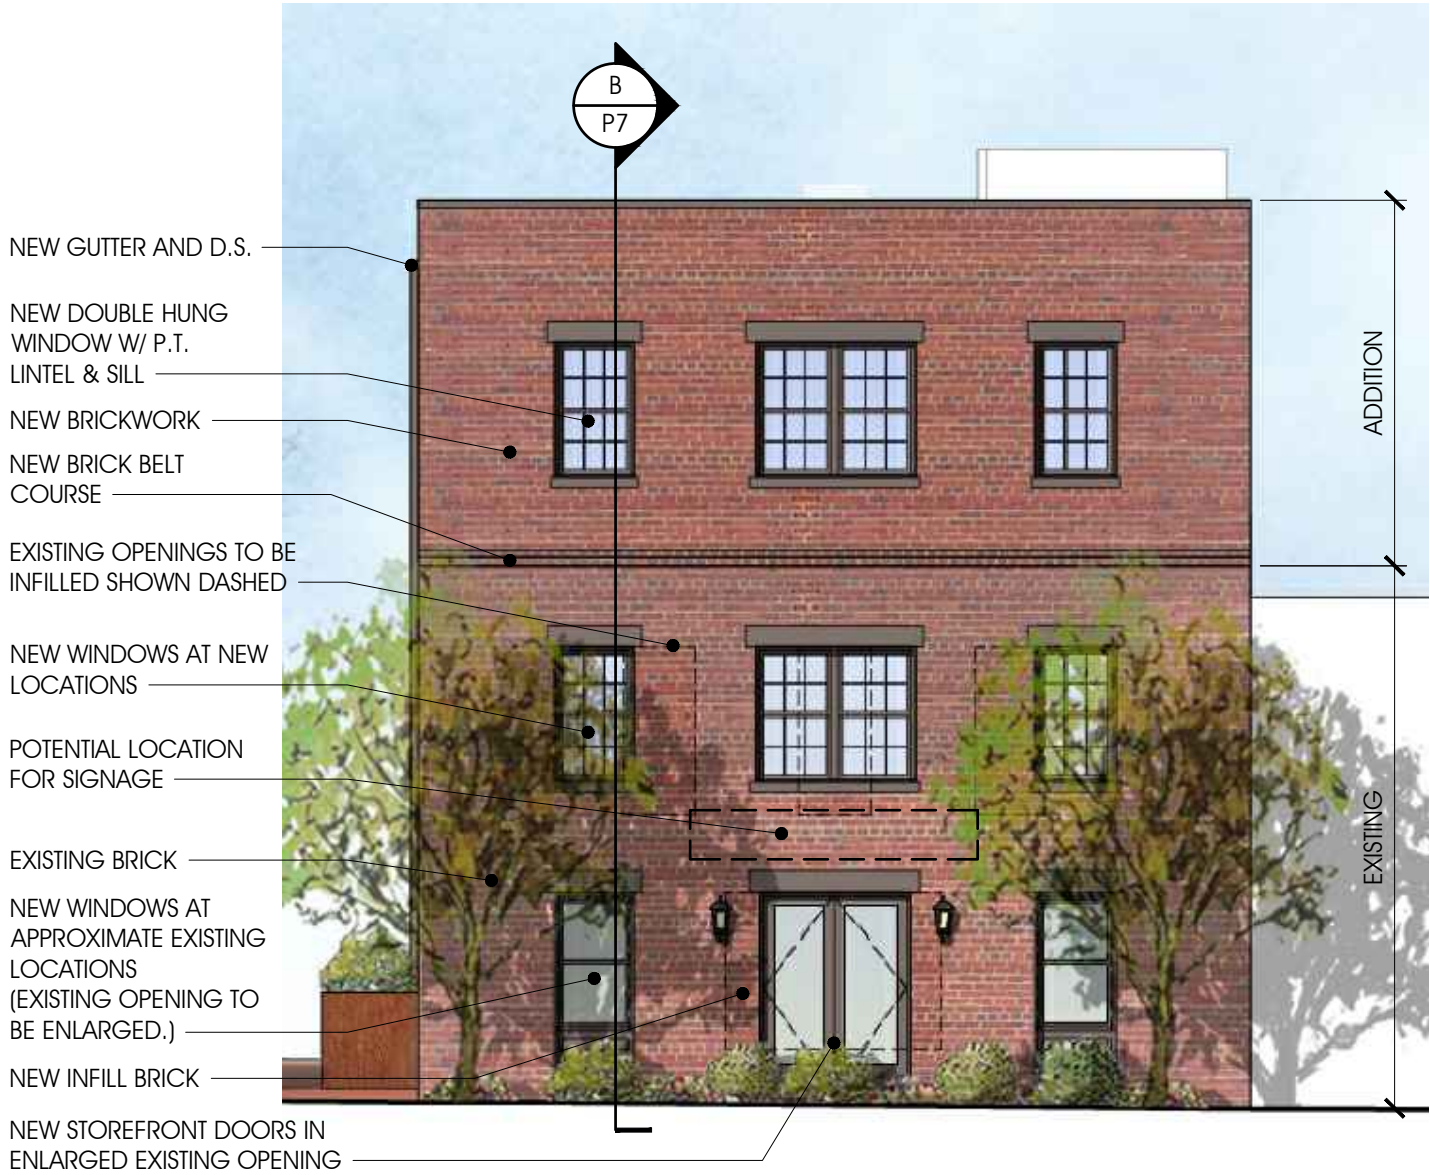 B
P7
NEW GUTTER AND D.S.
NEW DOUBLE HUNG
WINDOW W/ P.T.
LINTEL & SILL
NEW BRICKWORK
NEW BRICK BELT
COURSE
EXISTING OPENINGS TO BE
INFILLED SHOWN DASHED
NEW WINDOWS AT NEW
LOCATIONS
POTENTIAL LOCATION
FOR SIGNAGE
EXISTING BRICK
NEW WINDOWS AT
APPROXIMATE EXISTING
LOCATIONS
(EXISTING OPENING TO
BE ENLARGED.)
NEW INFILL BRICK
NEW STOREFRONT DOORS IN
ENLARGED EXISTING OPENING
ADDITION
EXISTING